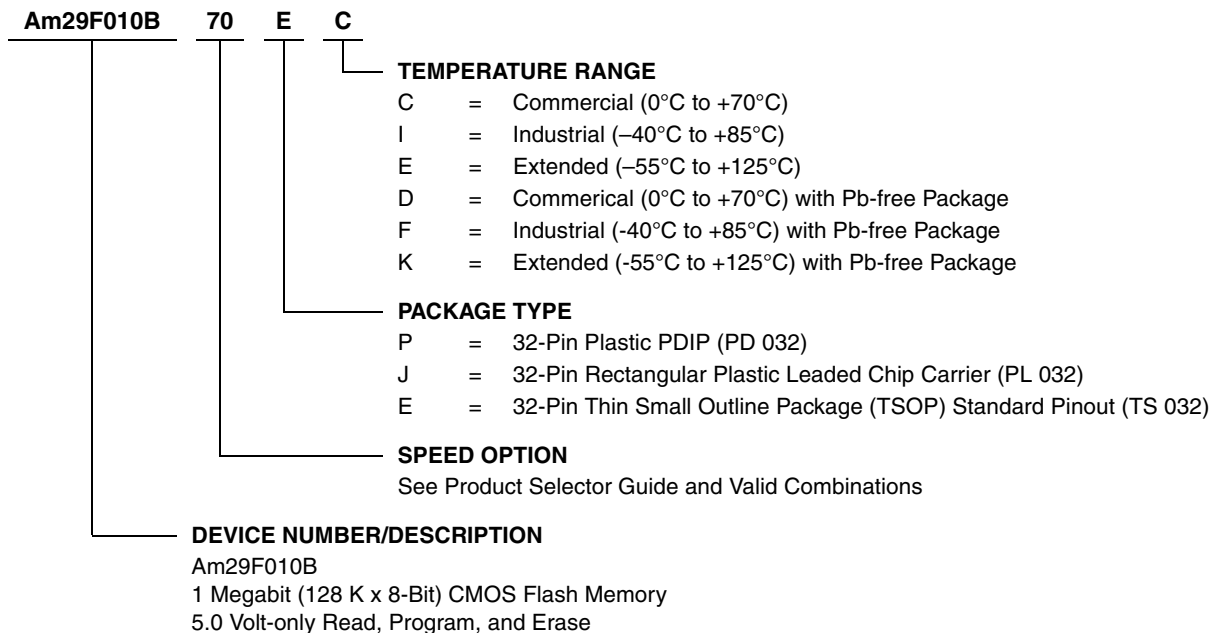 Am29F010B 70 E C
TEMPERATURE RANGE
C = Commercial (0°C to +70°C)
I = Industrial (–40°C to +85°C)
E = Extended (–55°C to +125°C)
D = Commerical (0°C to +70°C) with Pb-free Package
F = Industrial (-40°C to +85°C) with Pb-free Package
K = Extended (-55°C to +125°C) with Pb-free Package
PACKAGE TYPE
P = 32-Pin Plastic PDIP (PD 032)
J = 32-Pin Rectangular Plastic Leaded Chip Carrier (PL 032)
E = 32-Pin Thin Small Outline Package (TSOP) Standard Pinout (TS 032)
SPEED OPTION
See Product Selector Guide and Valid Combinations
DEVICE NUMBER/DESCRIPTION
Am29F010B
1 Megabit (128 K x 8-Bit) CMOS Flash Memory
5.0 Volt-only Read, Program, and Erase